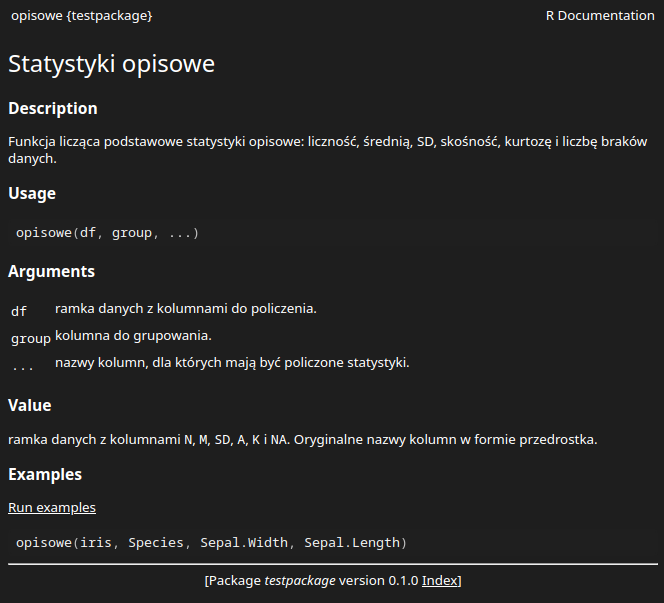 opisowe {testpackage} R Documentation
Statystyki opisowe
Description
Funkcja licząca podstawowe statystyki opisowe: liczność, średnią, SD, skośność, kurtozę i liczbę braków
danych.
Usage
opisowe(df, group, ...)
Arguments
df ramka danych z kolumnami do policzenia.
group kolumna do grupowania.
... nazwy kolumn, dla których mają być policzone statystyki.
Value
ramka danych z kolumnami N, M, SD, A, K i NA. Oryginalne nazwy kolumn w formie przedrostka.
Examples
Run examples
opisowe(iris, Species, Sepal.Width, Sepal.Length)
[Package testpackage version 0.1.0 Index]